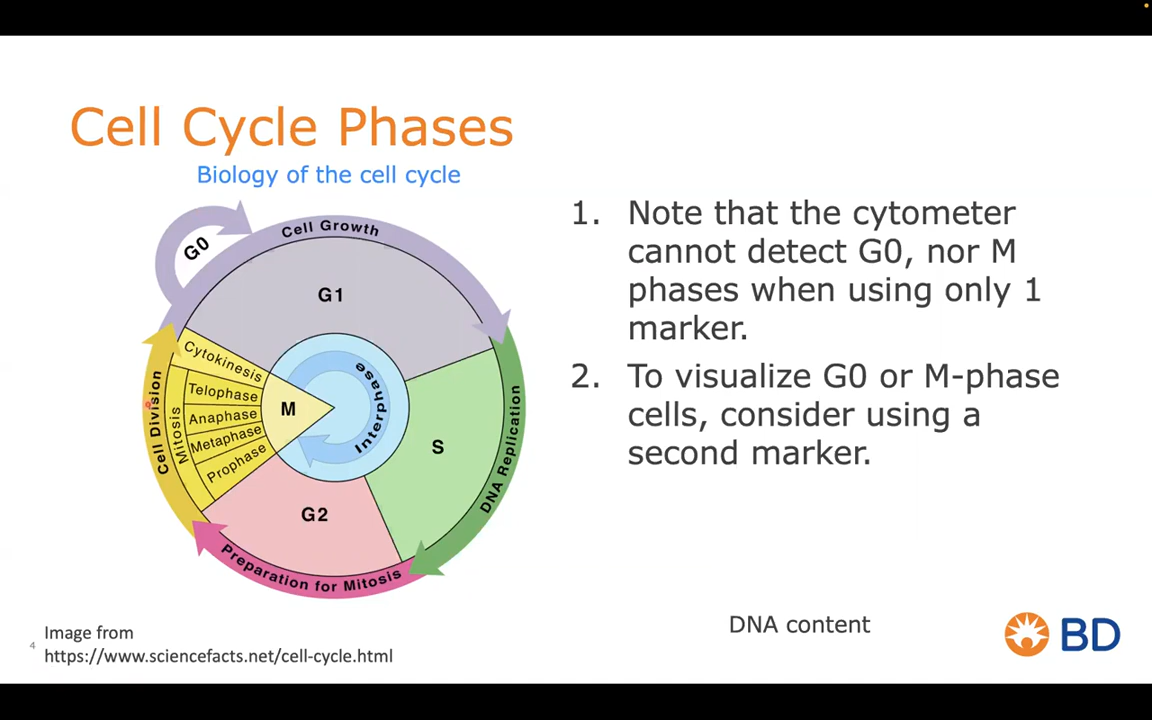 Cell Cycle Phases
Biology of the cell cycle
G0
Cell Growth
G1
Cytokinesis
Telophase
Anaphase
Metaphase
Prophase
Mitosis
Cell Division
M
Interphase
S
DNA Replication
G2
Preparation for Mitosis
1. Note that the cytometer
cannot detect G0, nor M
phases when using only 1
marker.
2. To visualize G0 or M-phase
cells, consider using a
second marker.
DNA content
BD
4
Image from
https://www.sciencefacts.net/cell-cycle.html